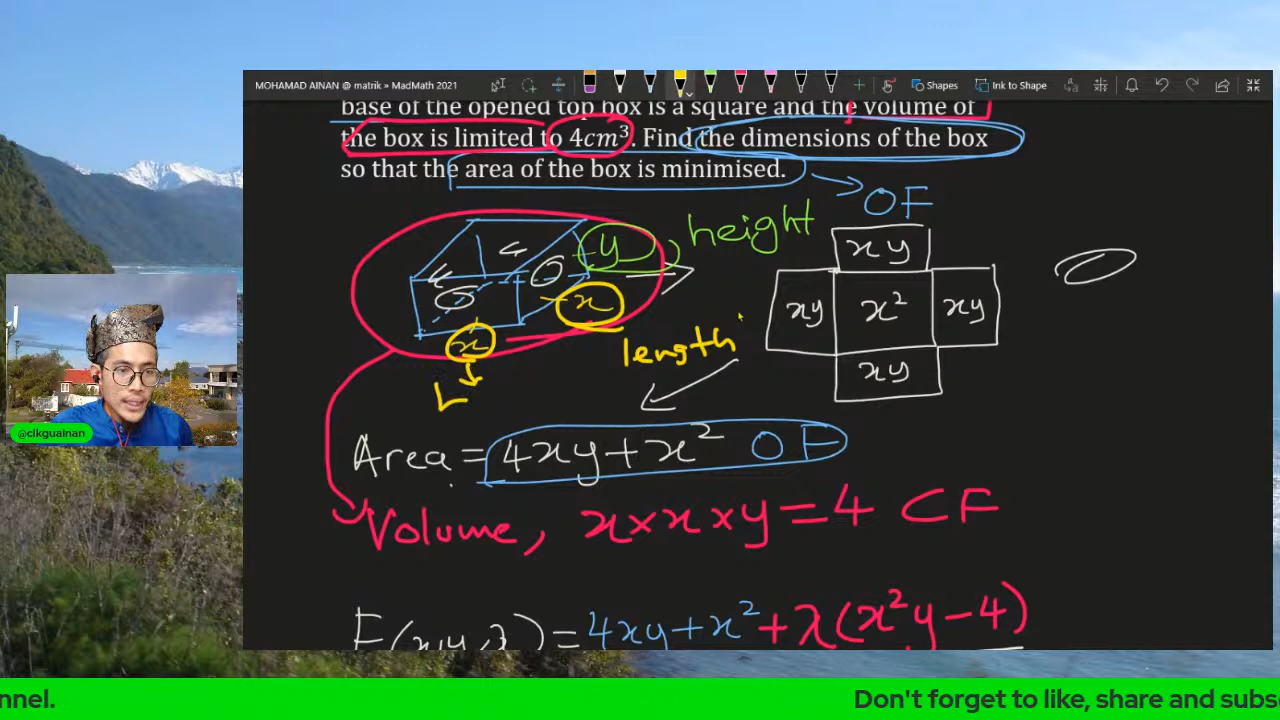 MOHAMAD AINAN @ matrik » MadMath 2021
Shapes
Ink to Shape
base of the opened top box is a square and the volume of
the box is limited to 4cm³. Find the dimensions of the box
so that the area of the box is minimised.
OF
y height
x
x
length
L
xy
xy x² xy
xy
Area = 4xy + x² OF
Volume, x × x × y = 4 CF
F(x,y,λ) = 4xy + x² + λ(x²y − 4)
@cikguainan
nnel.
Don't forget to like, share and subs